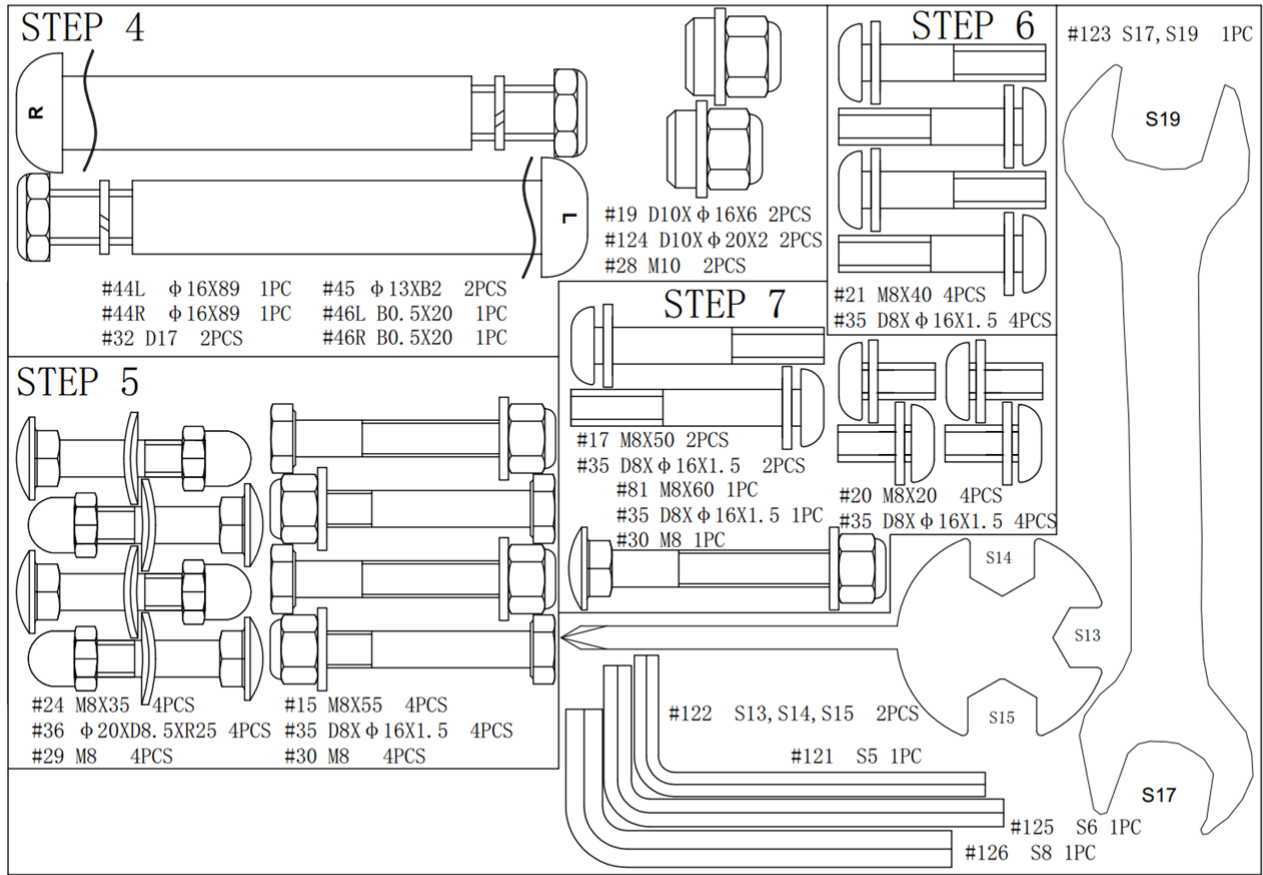 STEP 4
R
L
#44L φ16X89 1PC #45 φ13XB2 2PCS
#44R φ16X89 1PC #46L B0.5X20 1PC
#32 D17 2PCS #46R B0.5X20 1PC
#19 D10Xφ16X6 2PCS
#124 D10Xφ20X2 2PCS
#28 M10 2PCS
STEP 6
#21 M8X40 4PCS
#35 D8Xφ16X1.5 4PCS
#20 M8X20 4PCS
#35 D8Xφ16X1.5 4PCS
#123 S17,S19 1PC
S19
S17
STEP 5
#24 M8X35 4PCS
#36 φ20XD8.5XR25 4PCS
#29 M8 4PCS
#15 M8X55 4PCS
#35 D8Xφ16X1.5 4PCS
#30 M8 4PCS
STEP 7
#17 M8X50 2PCS
#35 D8Xφ16X1.5 2PCS
#81 M8X60 1PC
#35 D8Xφ16X1.5 1PC
#30 M8 1PC
S14
S13
S15
#122 S13,S14,S15 2PCS
#121 S5 1PC
#125 S6 1PC
#126 S8 1PC